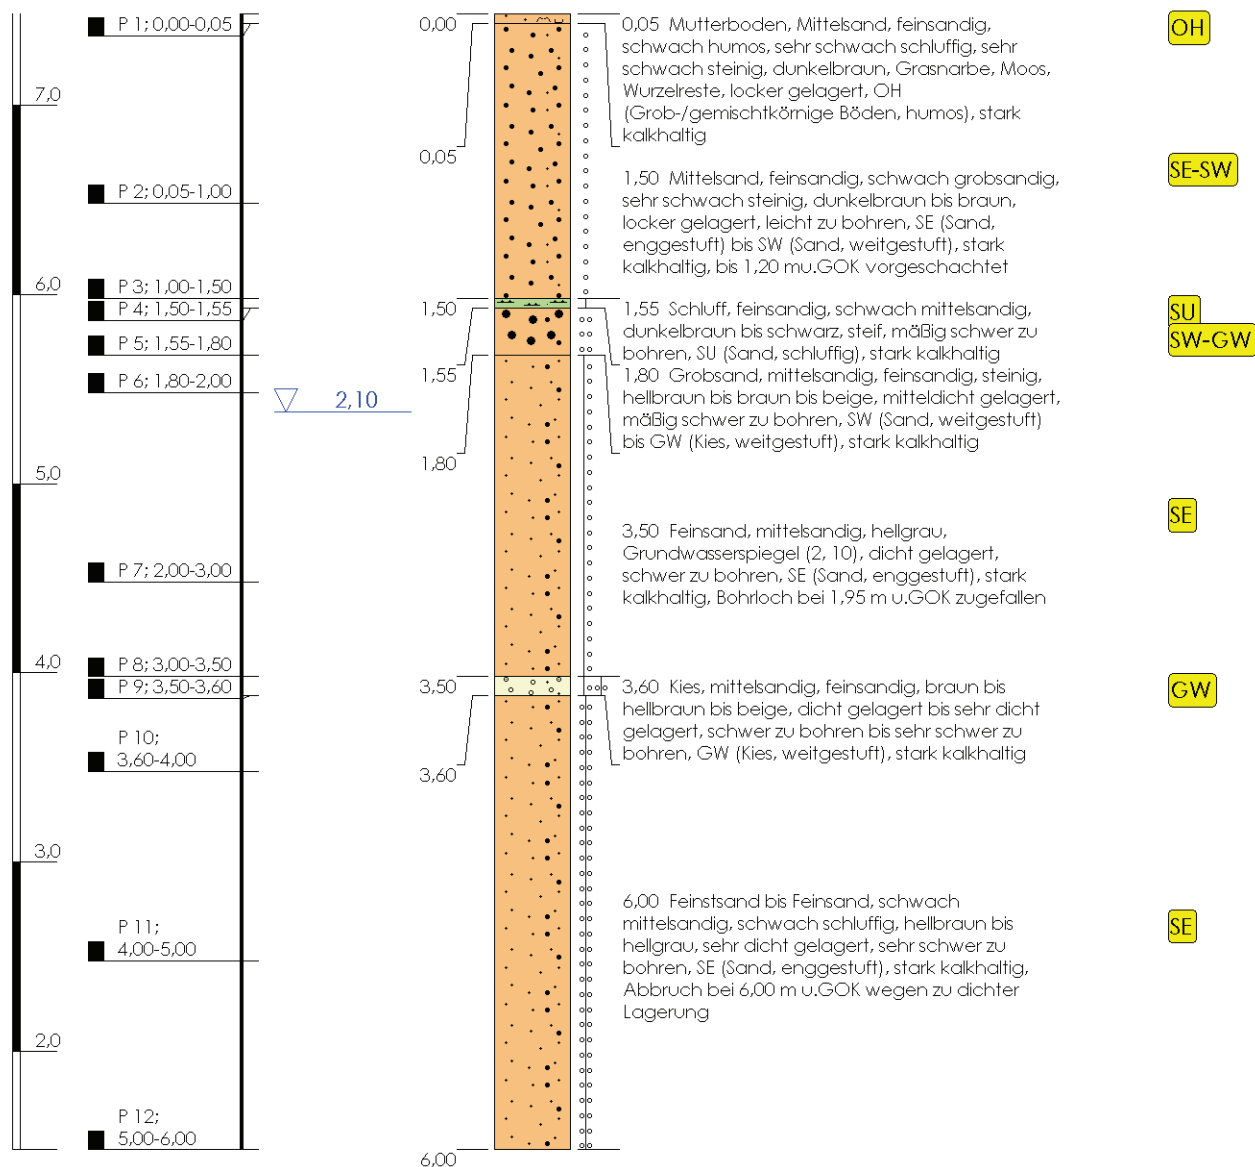 7,0
6,0
5,0
4,0
3,0
2,0
P 1; 0,00-0,05
P 2; 0,05-1,00
P 3; 1,00-1,50
P 4; 1,50-1,55
P 5; 1,55-1,80
P 6; 1,80-2,00
P 7; 2,00-3,00
P 8; 3,00-3,50
P 9; 3,50-3,60
P 10;
3,60-4,00
P 11;
4,00-5,00
P 12;
5,00-6,00
2,10
0,00
0,05
1,50
1,55
1,80
3,50
3,60
6,00
0,05 Mutterboden, Mittelsand, feinsandig,
schwach humos, sehr schwach schluffig, sehr
schwach steinig, dunkelbraun, Grasnarbe, Moos,
Wurzelreste, locker gelagert, OH
(Grob-/gemischtkörnige Böden, humos), stark
kalkhaltig
1,50 Mittelsand, feinsandig, schwach grobsandig,
sehr schwach steinig, dunkelbraun bis braun,
locker gelagert, leicht zu bohren, SE (Sand,
enggestuft) bis SW (Sand, weitgestuft), stark
kalkhaltig, bis 1,20 mu.GOK vorgeschachtet
1,55 Schluff, feinsandig, schwach mittelsandig,
dunkelbraun bis schwarz, steif, mäßig schwer zu
bohren, SU (Sand, schluffig), stark kalkhaltig
1,80 Grobsand, mittelsandig, feinsandig, steinig,
hellbraun bis braun bis beige, mitteldicht gelagert,
mäßig schwer zu bohren, SW (Sand, weitgestuft)
bis GW (Kies, weitgestuft), stark kalkhaltig
3,50 Feinsand, mittelsandig, hellgrau,
Grundwasserspiegel (2, 10), dicht gelagert,
schwer zu bohren, SE (Sand, enggestuft), stark
kalkhaltig, Bohrloch bei 1,95 m u.GOK zugefallen
3,60 Kies, mittelsandig, feinsandig, braun bis
hellbraun bis beige, dicht gelagert bis sehr dicht
gelagert, schwer zu bohren bis sehr schwer zu
bohren, GW (Kies, weitgestuft), stark kalkhaltig
6,00 Feinstsand bis Feinsand, schwach
mittelsandig, schwach schluffig, hellbraun bis
hellgrau, sehr dicht gelagert, sehr schwer zu
bohren, SE (Sand, enggestuft), stark kalkhaltig,
Abbruch bei 6,00 m u.GOK wegen zu dichter
Lagerung
OH
SE-SW
SU
SW-GW
SE
GW
SE